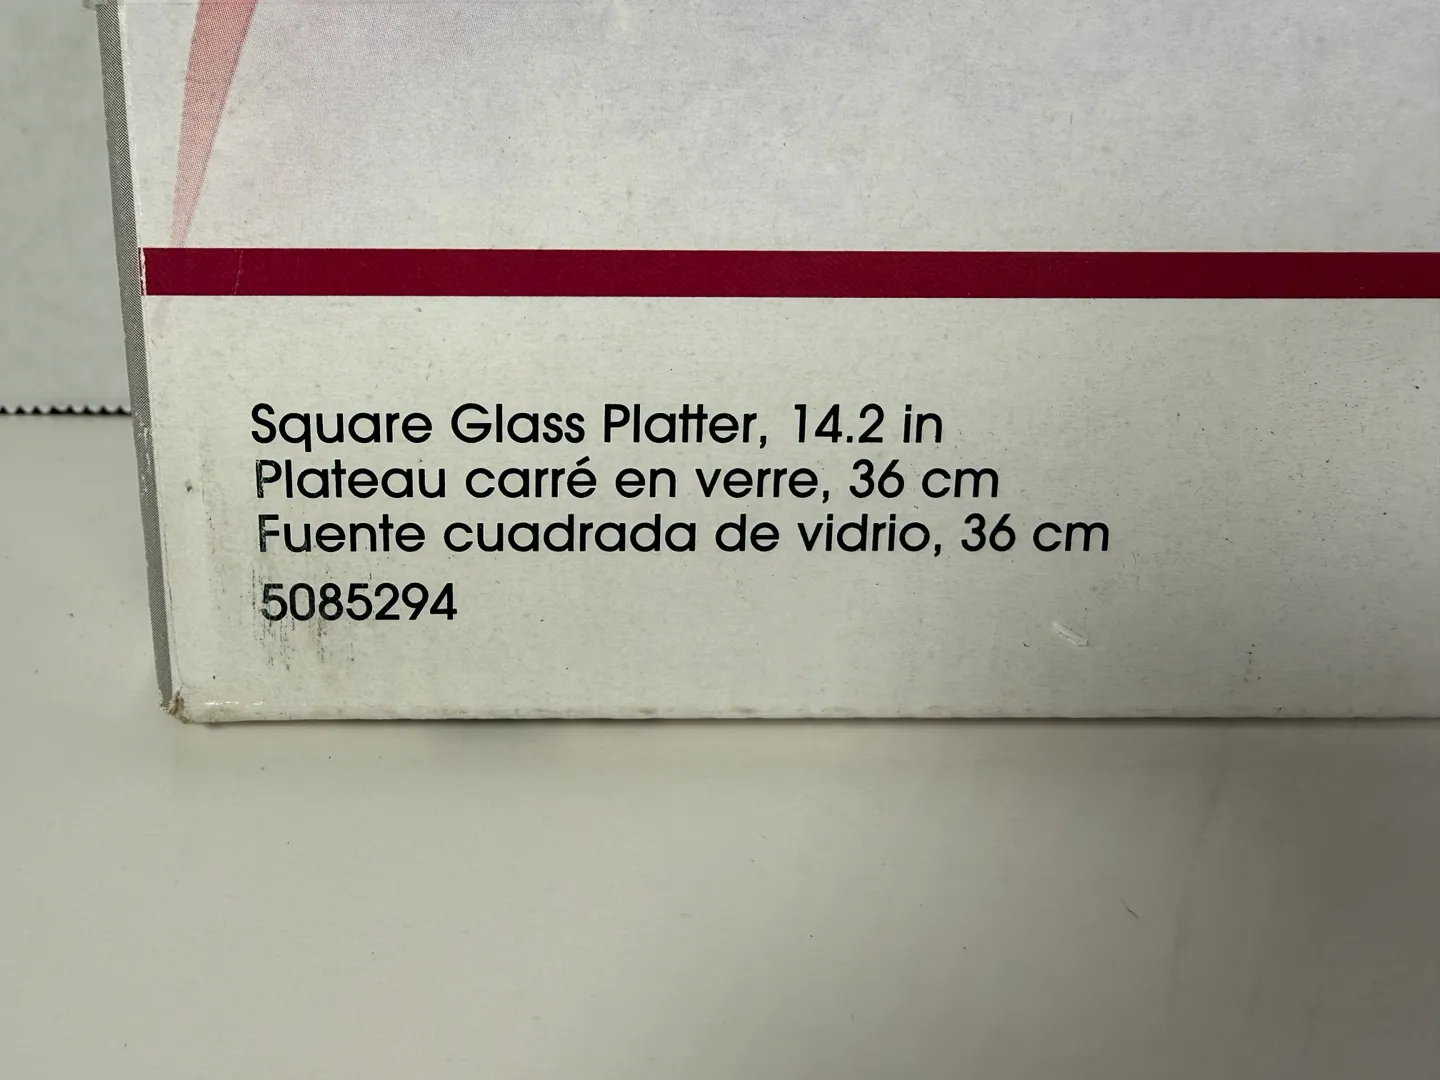 Square Glass Platter, 14.2 in
Plateau carré en verre, 36 cm
Fuente cuadrada de vidrio, 36 cm
5085294